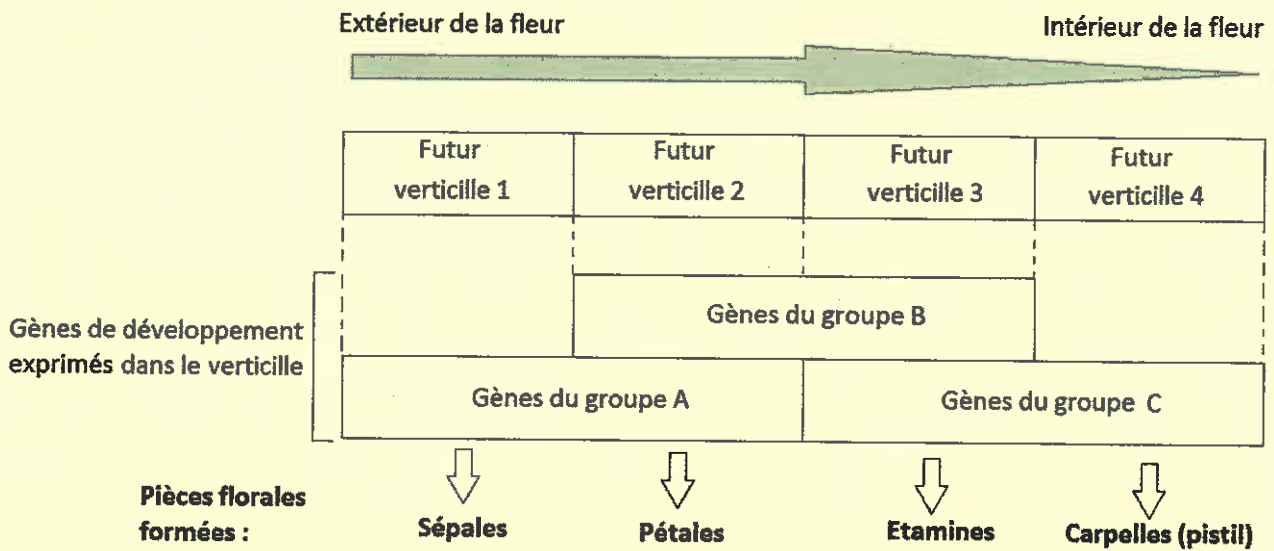 Extérieur de la fleur
Intérieur de la fleur
Futur
verticille 1
Futur
verticille 2
Futur
verticille 3
Futur
verticille 4
Gènes de développement
exprimés dans le verticille
Gènes du groupe B
Gènes du groupe A
Gènes du groupe C
Pièces florales
formées :
Sépales
Pétales
Etamines
Carpelles (pistil)